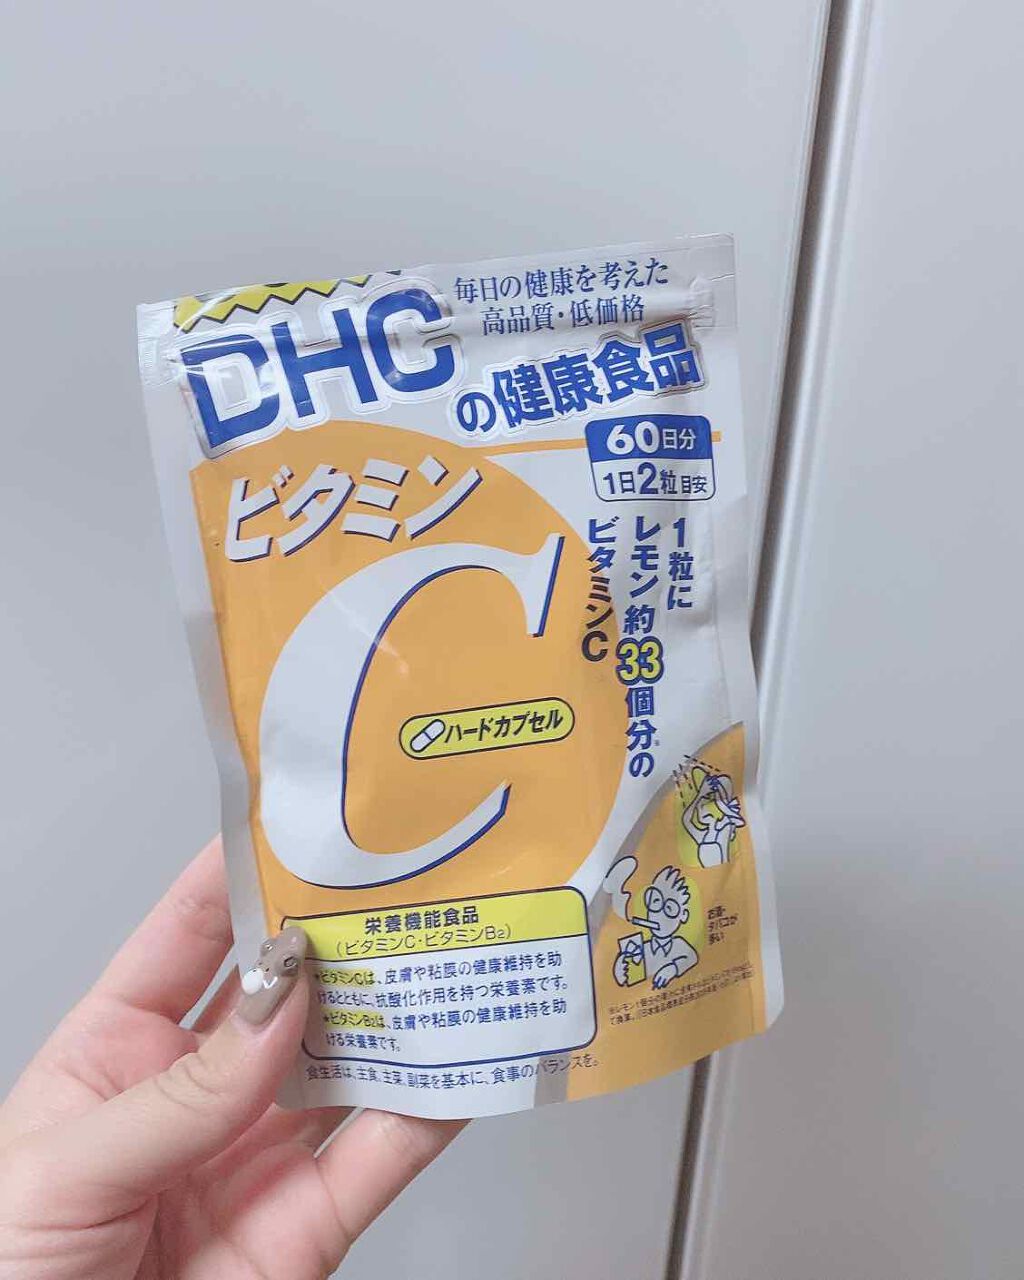 DHC
毎日の健康を考えた
高品質・低価格
の健康食品
60日分
1日2粒目安
ビタミン
C
1粒に
レモン約33個分の
ビタミンC
ハードカプセル
お酒・
タバコが
多い
栄養機能食品
(ビタミンC・ビタミンB2)
ビタミンCは、皮膚や粘膜の健康維持を助
けるとともに、抗酸化作用を持つ栄養素です。
ビタミンB2は、皮膚や粘膜の健康維持を助
ける栄養素です。
食生活は、主食、主菜、副菜を基本に、食事のバランスを。